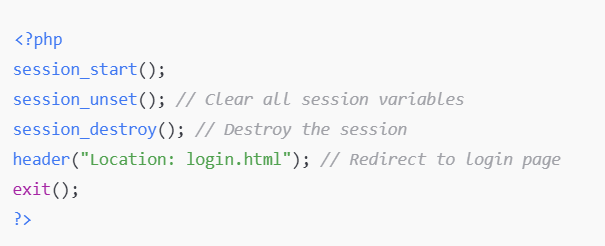 <?php
session_start();
session_unset(); // Clear all session variables
session_destroy(); // Destroy the session
header("Location: login.html"); // Redirect to login page
exit();
?>